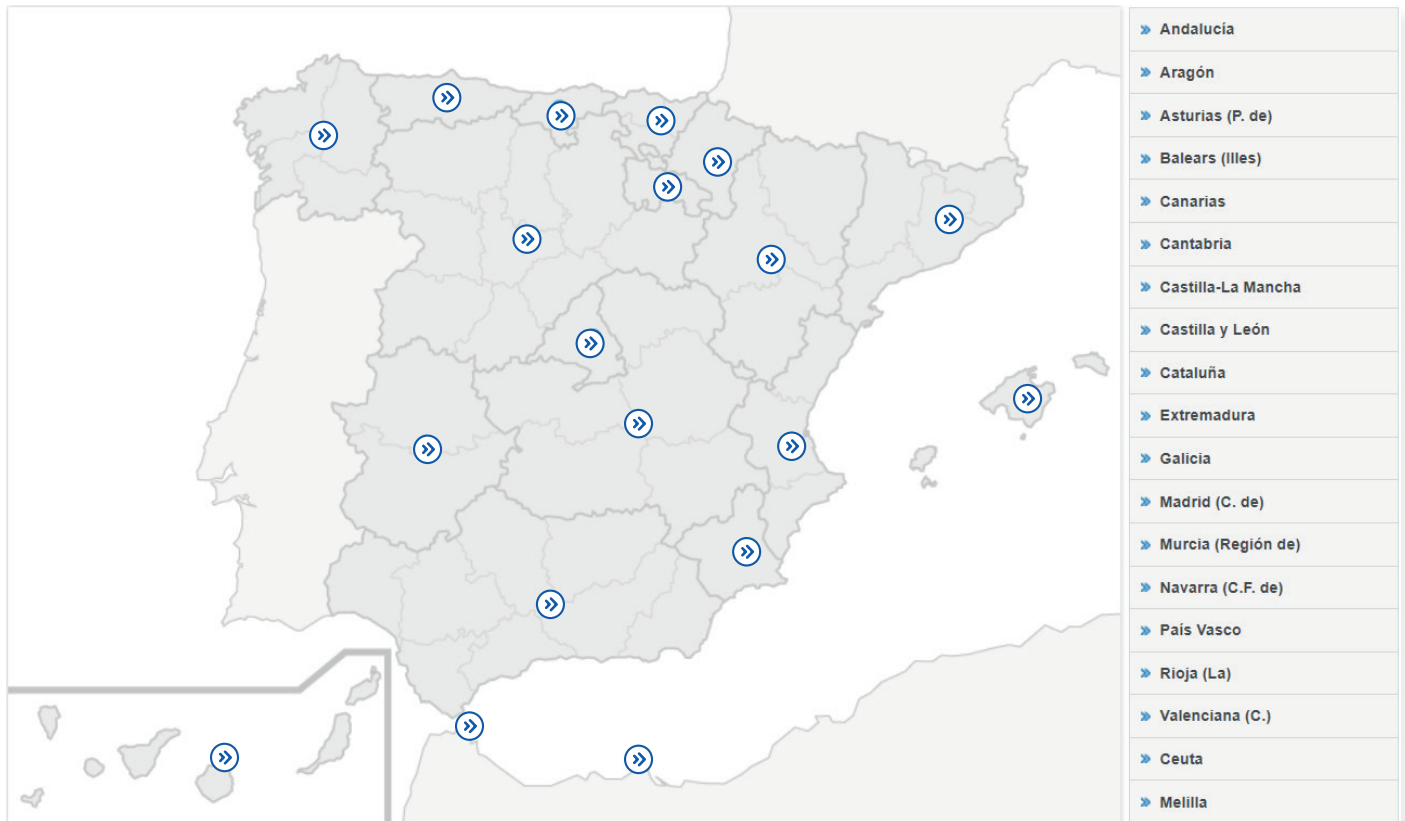 Andalucía
Aragón
Asturias (P. de)
Balears (Illes)
Canarias
Cantabria
Castilla-La Mancha
Castilla y León
Cataluña
Extremadura
Galicia
Madrid (C. de)
Murcia (Región de)
Navarra (C.F. de)
País Vasco
Rioja (La)
Valenciana (C.)
Ceuta
Melilla